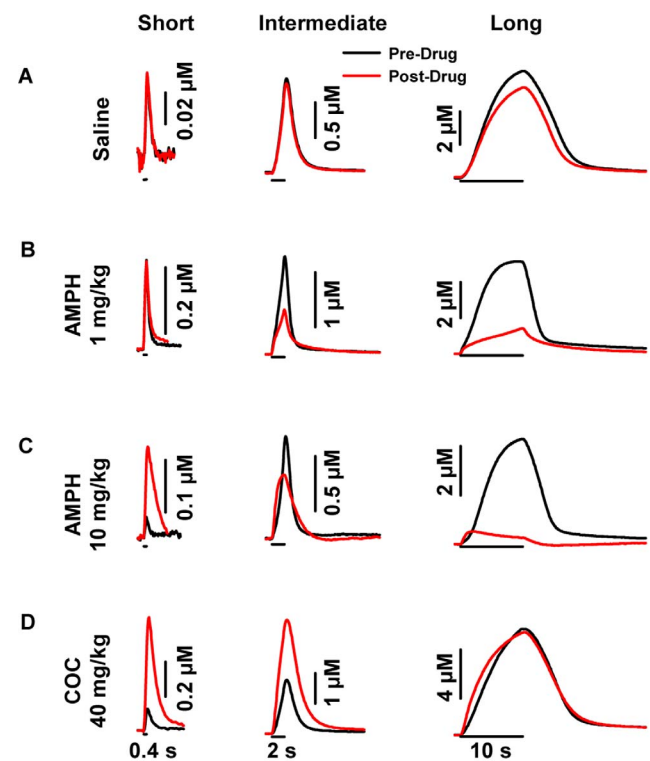 Short Intermediate Long
Pre-Drug
Post-Drug
A
Saline
0.02 µM
0.5 µM
2 µM
B
AMPH
1 mg/kg
0.2 µM
1 µM
2 µM
C
AMPH
10 mg/kg
0.1 µM
0.5 µM
2 µM
D
COC
40 mg/kg
0.2 µM
1 µM
4 µM
0.4 s 2 s 10 s